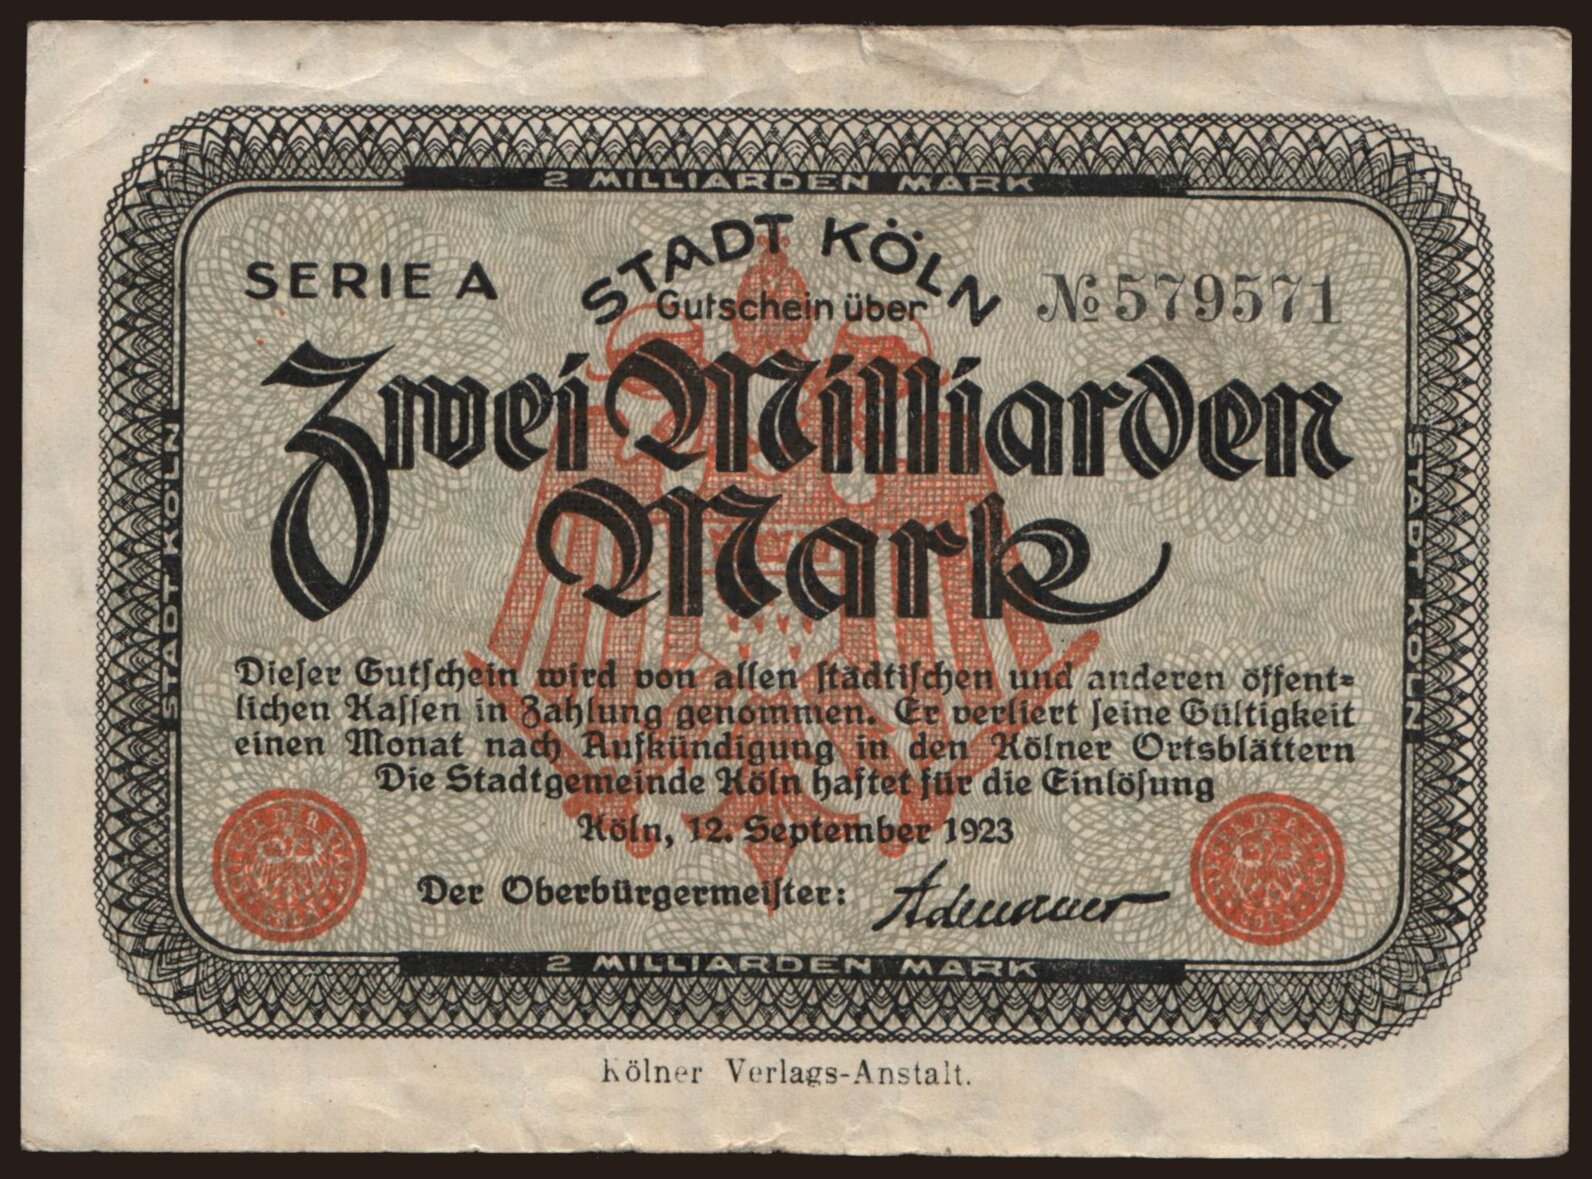 2 MILLIARDEN MARK
STADT KÖLN
SERIE A
Gutschein über
№ 579571
Zwei Milliarden
Mark
Dieser Gutschein wird von allen städtischen und anderen öffent-
lichen Kassen in Zahlung genommen. Er verliert seine Gültigkeit
einen Monat nach Aufkündigung in den Kölner Ortsblättern
Die Stadtgemeinde Köln haftet für die Einlösung
Köln, 12. September 1923
Der Oberbürgermeister: Adenauer
STADT KÖLN
STADT KÖLN
2 MILLIARDEN MARK
Kölner Verlags-Anstalt.